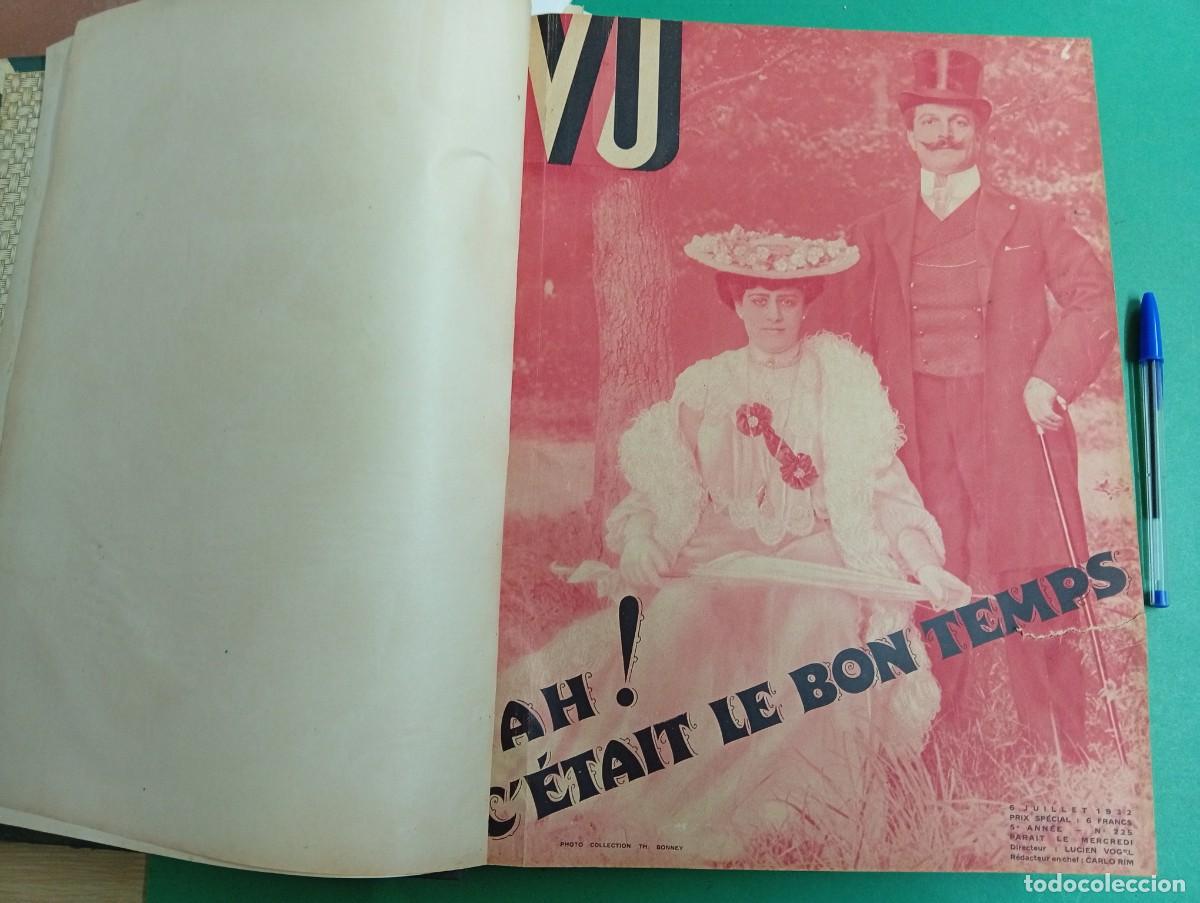 VU
AH!
C'ÉTAIT LE BON TEMPS
6 JUILLET 1932
PRIX SPÉCIAL : 6 FRANCS
5e ANNÉE - No 225
PARAIT LE MERCREDI
Directeur : LUCIEN VOGEL
Rédacteur en chef : CARLO RIM
PHOTO COLLECTION TH. BONNEY
todocoleccion